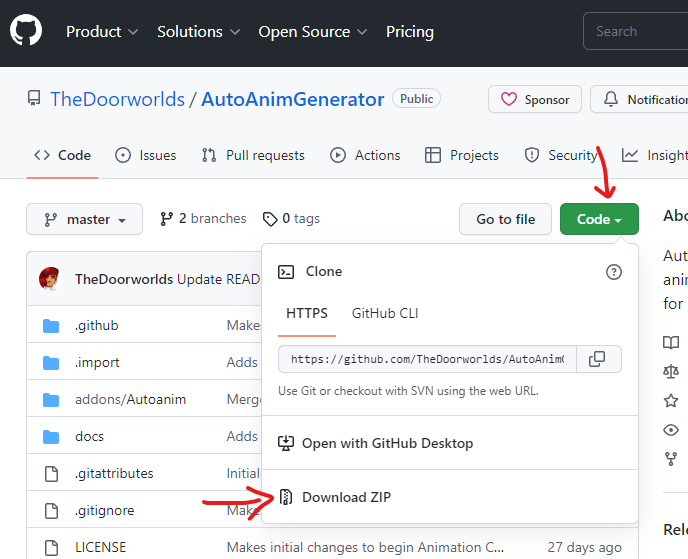 Product Solutions Open Source Pricing Search
TheDoorworlds / AutoAnimGenerator Public Sponsor Notification
Code Issues Pull requests Actions Projects Security Insight
master 2 branches 0 tags Go to file Code Abo
TheDoorworlds Update READ
Clone
HTTPS GitHub CLI
https://github.com/TheDoorworlds/AutoAnim
Use Git or checkout with SVN using the web URL.
Open with GitHub Desktop
Download ZIP
.github Make
.import Adds
addons/Autoanim Merge
docs Adds
.gitattributes Initial
.gitignore Make
LICENSE Makes initial changes to begin Animation C... 27 days ago
Aut
anim
for
Rele